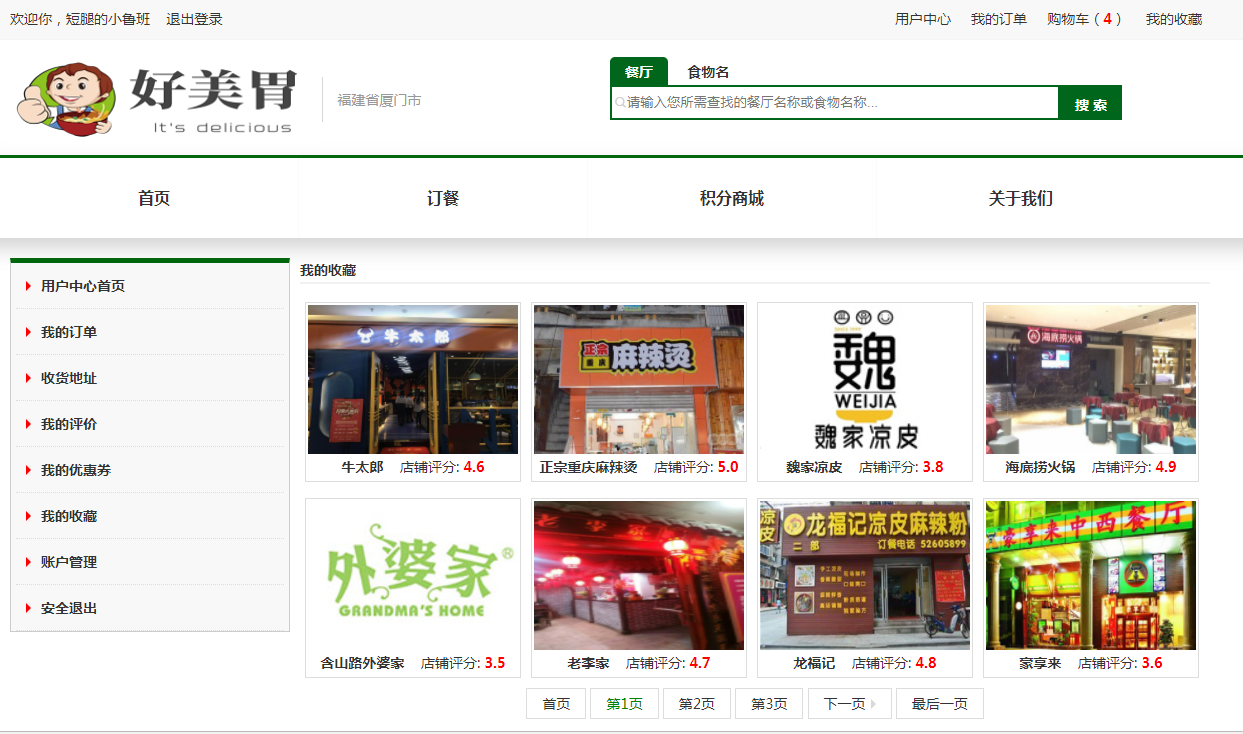 欢迎你，短腿的小鲁班 退出登录 用户中心 我的订单 购物车（4） 我的收藏
好美胃
It's delicious
福建省厦门市
餐厅 食物名
请输入您所需查找的餐厅名称或食物名称...
搜 索
首页 订餐 积分商城 关于我们
用户中心首页
我的订单
收货地址
我的评价
我的优惠券
我的收藏
账户管理
安全退出
我的收藏
牛太郎
正宗
重庆
麻辣烫
魏
WEIJIA
魏家凉皮
海底捞火锅
牛太郎 店铺评分: 4.6
正宗重庆麻辣烫 店铺评分: 5.0
魏家凉皮 店铺评分: 3.8
海底捞火锅 店铺评分: 4.9
外婆家®
GRANDMA'S HOME
老李家
凉皮
龙福记凉皮麻辣粉
二部 订餐电话 52605899
家享来中西餐厅
含山路外婆家 店铺评分: 3.5
老李家 店铺评分: 4.7
龙福记 店铺评分: 4.8
家享来 店铺评分: 3.6
首页 第1页 第2页 第3页 下一页 最后一页